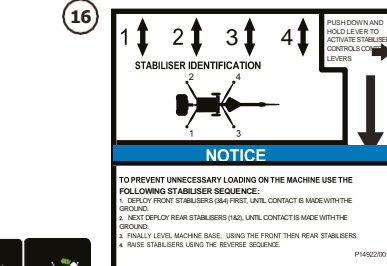 16
1 2 3 4
PUSH DOWN AND
HOLD LEVER TO
ACTIVATE STABILISER
LEVERS
STABILISER IDENTIFICATION
2 4
1 3
NOTICE
TO PREVENT UNNECESSARY LOADING ON THE MACHINE USE THE
FOLLOWING STABILISER SEQUENCE:
1. DEPLOY FRONT STABILISERS (3&4) FIRST, UNTIL CONTACT IS MADE WITH THE
GROUND.
2. NEXT DEPLOY REAR STABILISERS (1&2), UNTIL CONTACT IS MADE WITH THE
GROUND.
3. FINALLY LEVEL MACHINE BASE, USING THE FRONT THEN REAR STABILISERS.
4. RAISE STABILISERS USING THE REVERSE SEQUENCE.
P14922/00